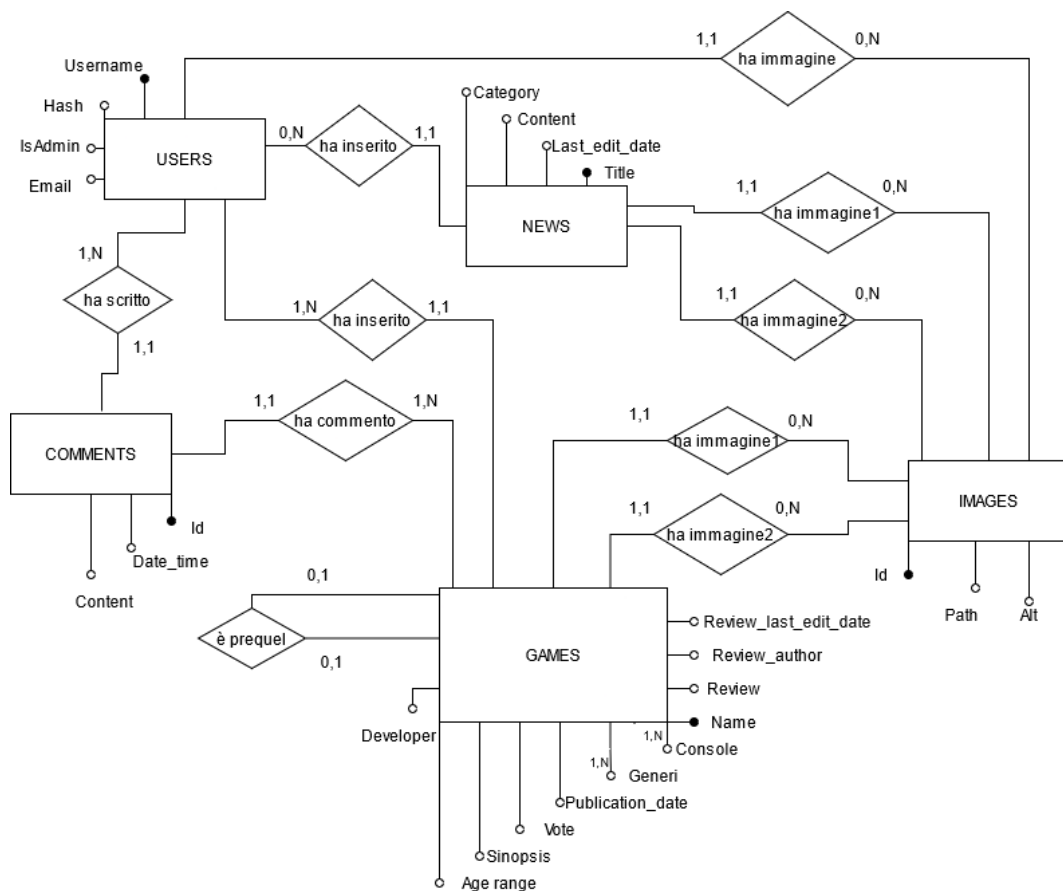 1,1
0,N
ha immagine
Username
Hash
IsAdmin
Email
USERS
0,N
ha inserito
1,1
Category
Content
Last_edit_date
Title
NEWS
1,1
ha immagine1
0,N
1,1
ha immagine2
0,N
1,N
ha scritto
1,1
1,N
ha inserito
1,1
1,1
ha commento
1,N
COMMENTS
Id
Date_time
Content
1,1
ha immagine1
0,N
1,1
ha immagine2
0,N
IMAGES
Id
Path
Alt
0,1
è prequel
0,1
GAMES
Review_last_edit_date
Review_author
Review
Name
1,N
Console
1,N
Generi
Publication_date
Vote
Sinopsis
Age range
Developer